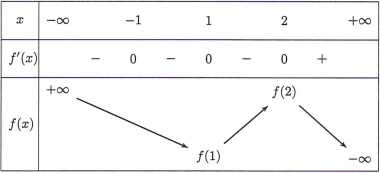 x −∞ −1 1 2 +∞
f′(x) − 0 − 0 − 0 +
+∞ f(2)
f(x)
f(1) −∞